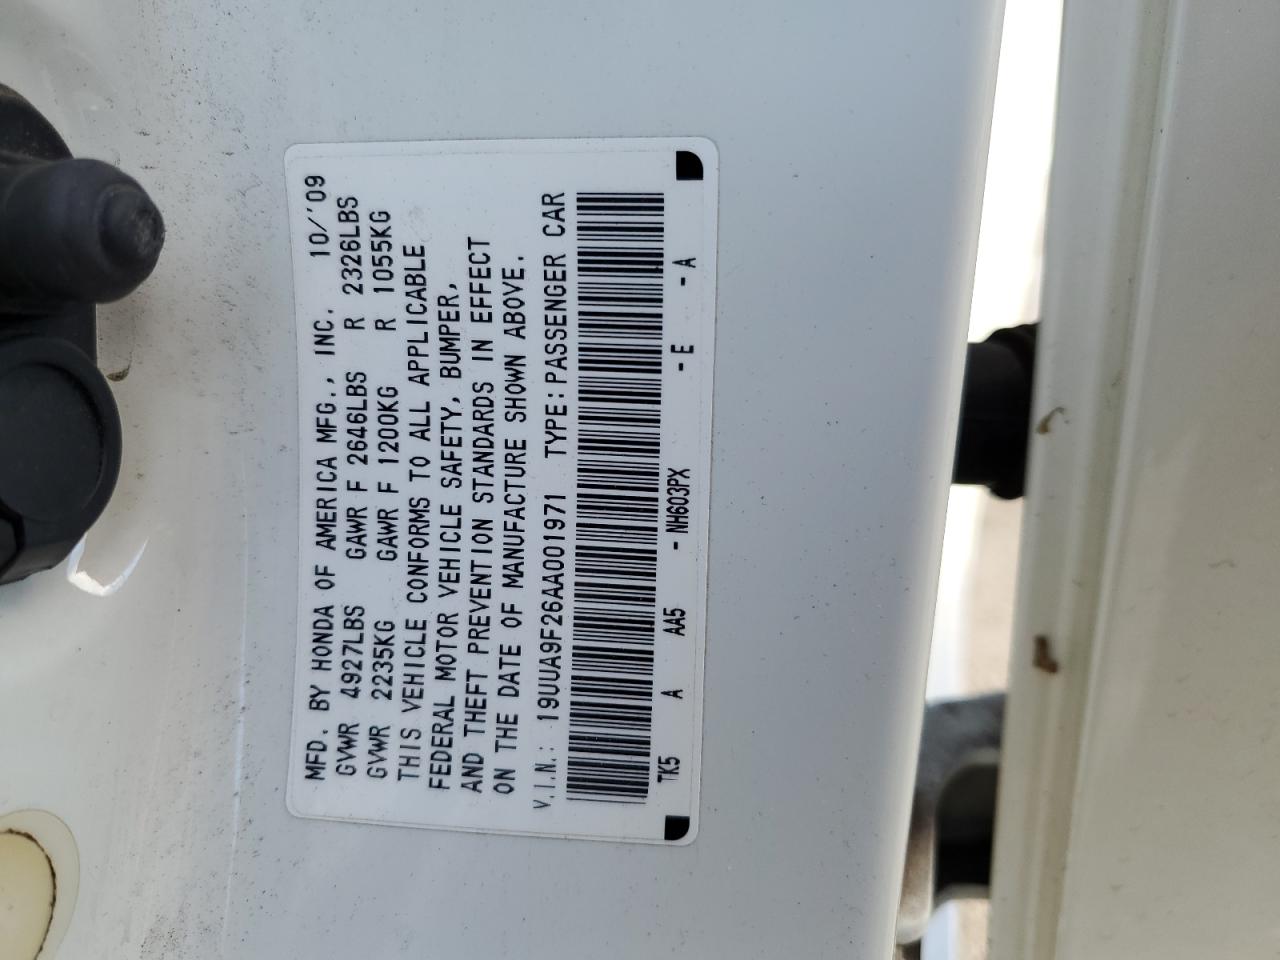 MFD. BY HONDA OF AMERICA MFG., INC. 10/'09
GVWR 4927LBS GAWR F 2646LBS R 2326LBS
GVWR 2235KG GAWR F 1200KG R 1055KG
THIS VEHICLE CONFORMS TO ALL APPLICABLE
FEDERAL MOTOR VEHICLE SAFETY, BUMPER,
AND THEFT PREVENTION STANDARDS IN EFFECT
ON THE DATE OF MANUFACTURE SHOWN ABOVE.
V.I.N.: 19UUA9F26AA001971 TYPE:PASSENGER CAR
TK5 A AA5 - NH603PX - E - A